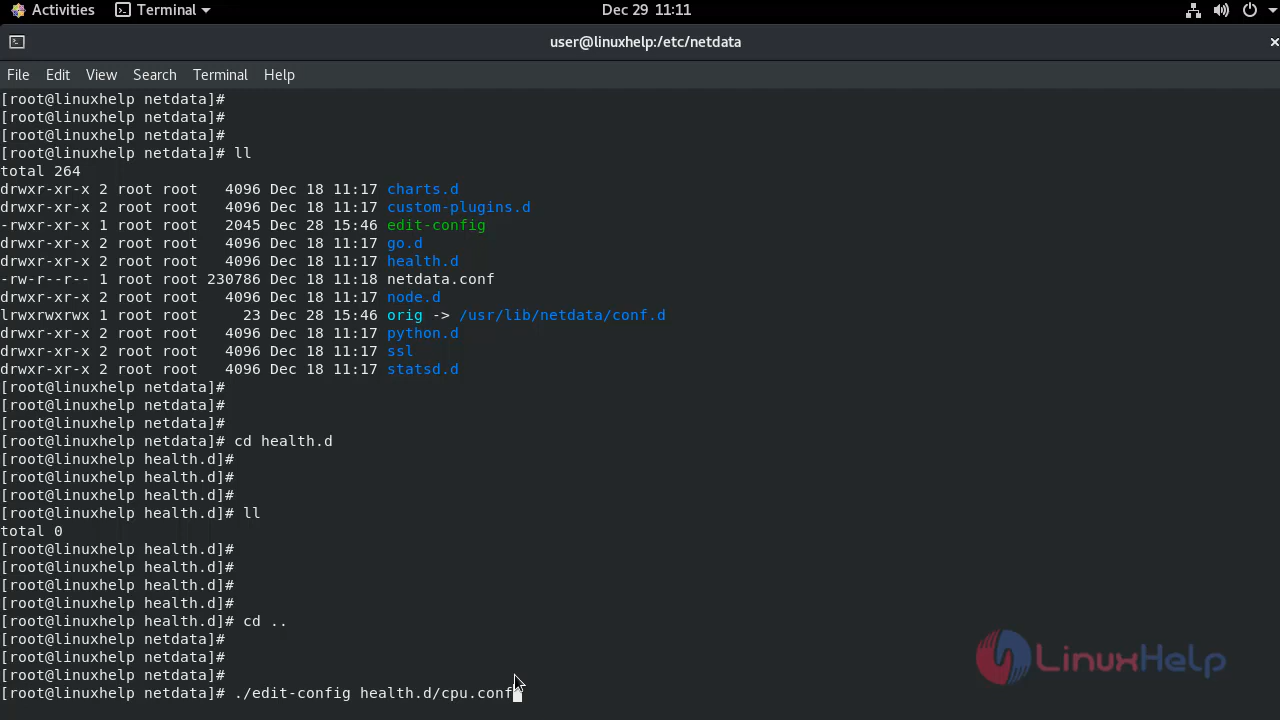 Activities Terminal Dec 29 11:11
user@linuxhelp:/etc/netdata
File Edit View Search Terminal Help
[root@linuxhelp netdata]#
[root@linuxhelp netdata]#
[root@linuxhelp netdata]#
[root@linuxhelp netdata]# ll
total 264
drwxr-xr-x 2 root root   4096 Dec 18 11:17 charts.d
drwxr-xr-x 2 root root   4096 Dec 18 11:17 custom-plugins.d
-rwxr-xr-x 1 root root   2045 Dec 28 15:46 edit-config
drwxr-xr-x 2 root root   4096 Dec 18 11:17 go.d
drwxr-xr-x 2 root root   4096 Dec 18 11:17 health.d
-rw-r--r-- 1 root root 230786 Dec 18 11:18 netdata.conf
drwxr-xr-x 2 root root   4096 Dec 18 11:17 node.d
lrwxrwxrwx 1 root root     23 Dec 28 15:46 orig -> /usr/lib/netdata/conf.d
drwxr-xr-x 2 root root   4096 Dec 18 11:17 python.d
drwxr-xr-x 2 root root   4096 Dec 18 11:17 ssl
drwxr-xr-x 2 root root   4096 Dec 18 11:17 statsd.d
[root@linuxhelp netdata]#
[root@linuxhelp netdata]#
[root@linuxhelp netdata]#
[root@linuxhelp netdata]# cd health.d
[root@linuxhelp health.d]#
[root@linuxhelp health.d]#
[root@linuxhelp health.d]#
[root@linuxhelp health.d]# ll
total 0
[root@linuxhelp health.d]#
[root@linuxhelp health.d]#
[root@linuxhelp health.d]#
[root@linuxhelp health.d]#
[root@linuxhelp health.d]# cd ..
[root@linuxhelp netdata]#
[root@linuxhelp netdata]#
[root@linuxhelp netdata]#
[root@linuxhelp netdata]# ./edit-config health.d/cpu.conf
LinuxHelp